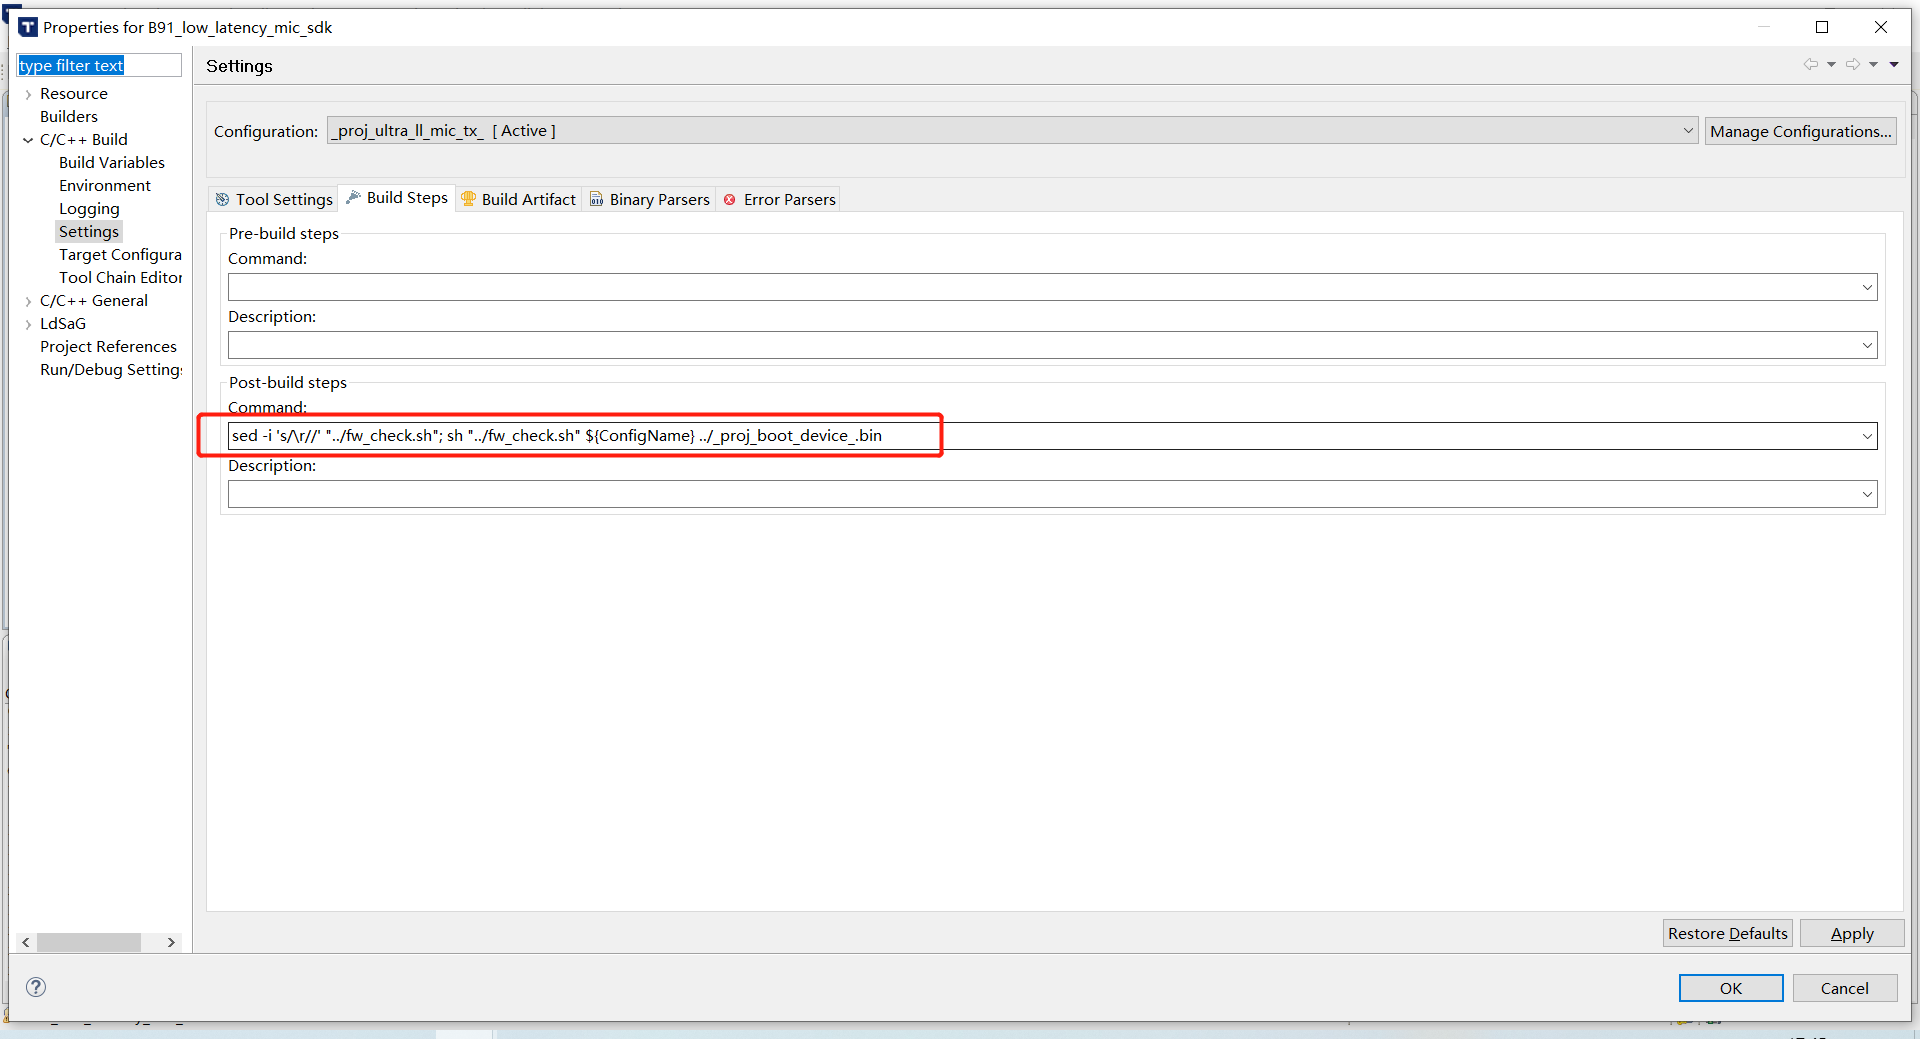 Properties for B91_low_latency_mic_sdk
type filter text
Settings
Resource
Builders
C/C++ Build
Build Variables
Environment
Logging
Settings
Target Configura
Tool Chain Editor
C/C++ General
LdSaG
Project References
Run/Debug Settings
Configuration:
_proj_ultra_ll_mic_tx_ [ Active ]
Manage Configurations...
Tool Settings
Build Steps
Build Artifact
Binary Parsers
Error Parsers
Pre-build steps
Command:
Description:
Post-build steps
Command:
sed -i 's/\r//' "../fw_check.sh"; sh "../fw_check.sh" ${ConfigName} ../_proj_boot_device_.bin
Description:
Restore Defaults
Apply
OK
Cancel